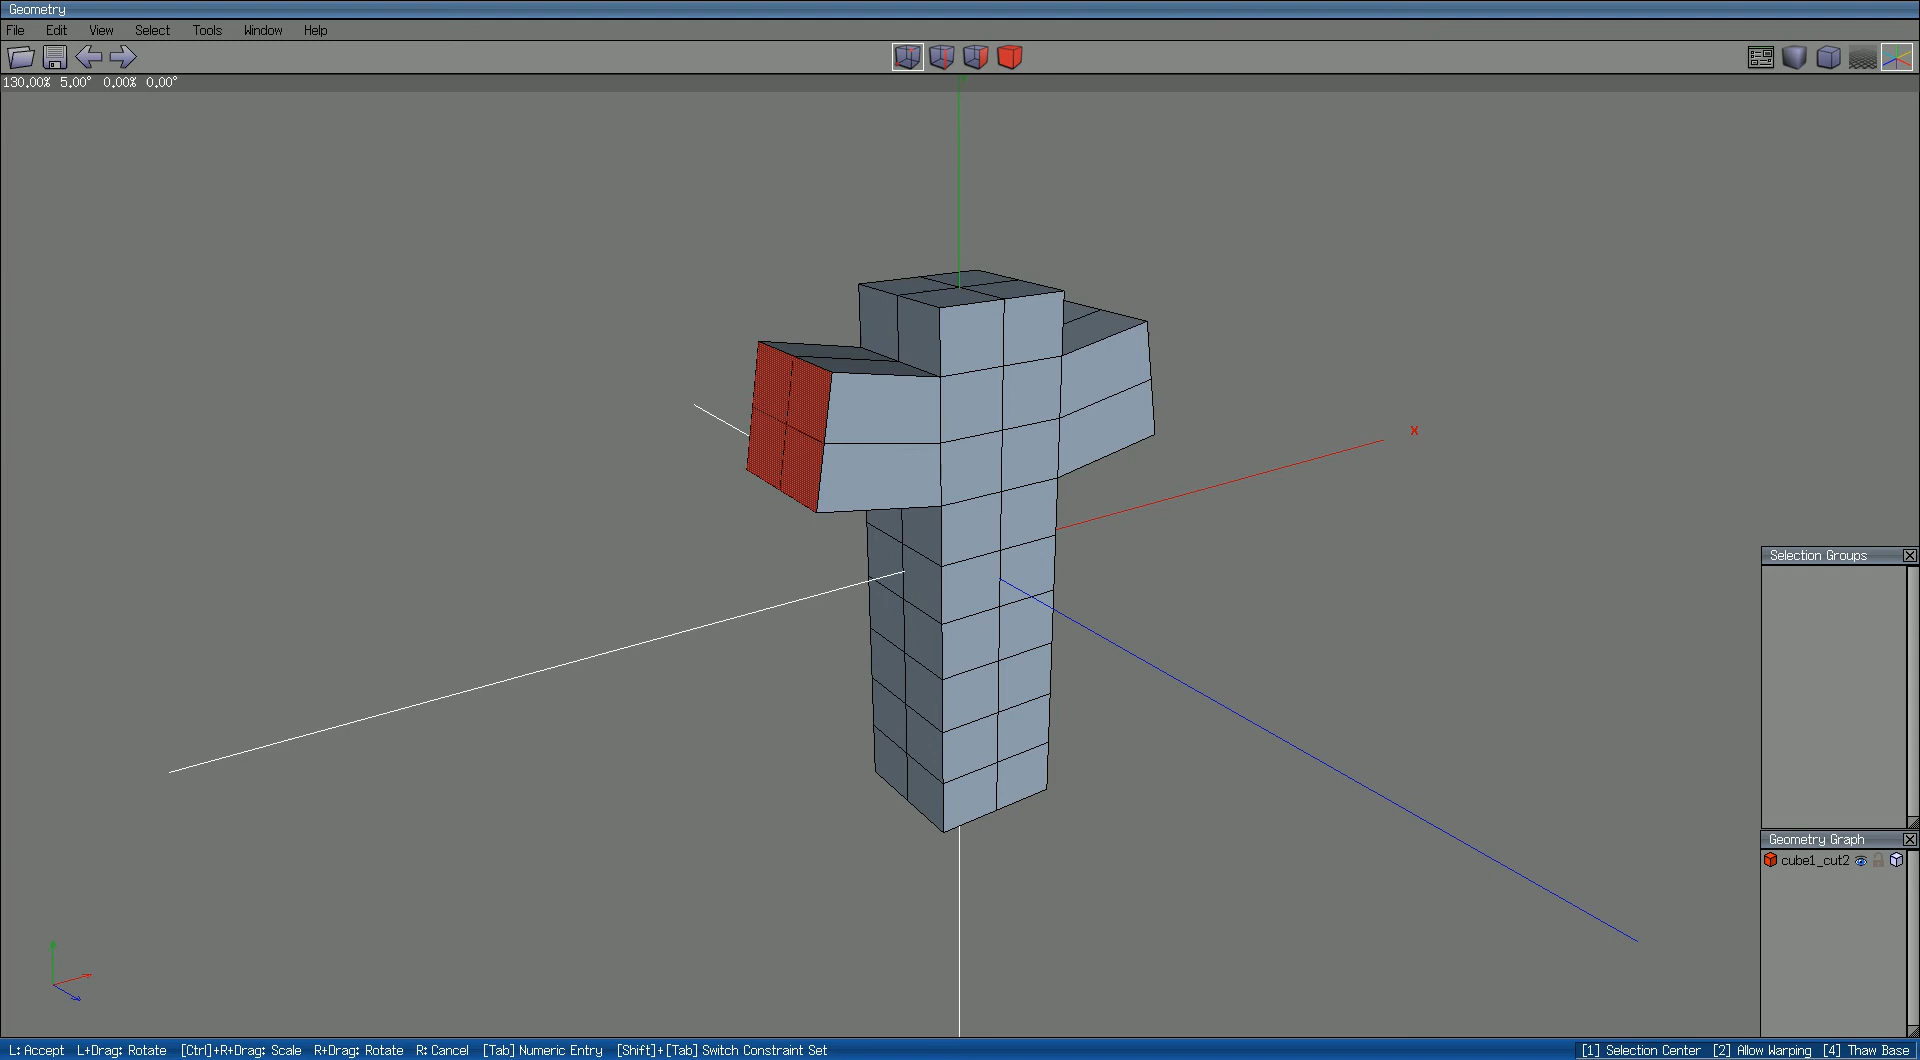 Geometry
File Edit View Select Tools Window Help
130.00% 5.00° 0.00% 0.00°
X
Selection Groups
Geometry Graph
cube1_cut2
L: Accept L+Drag: Rotate [Ctrl]+R+Drag: Scale R+Drag: Rotate R: Cancel [Tab] Numeric Entry [Shift]+[Tab] Switch Constraint Set [1] Selection Center [2] Allow Warping [4] Thaw Base